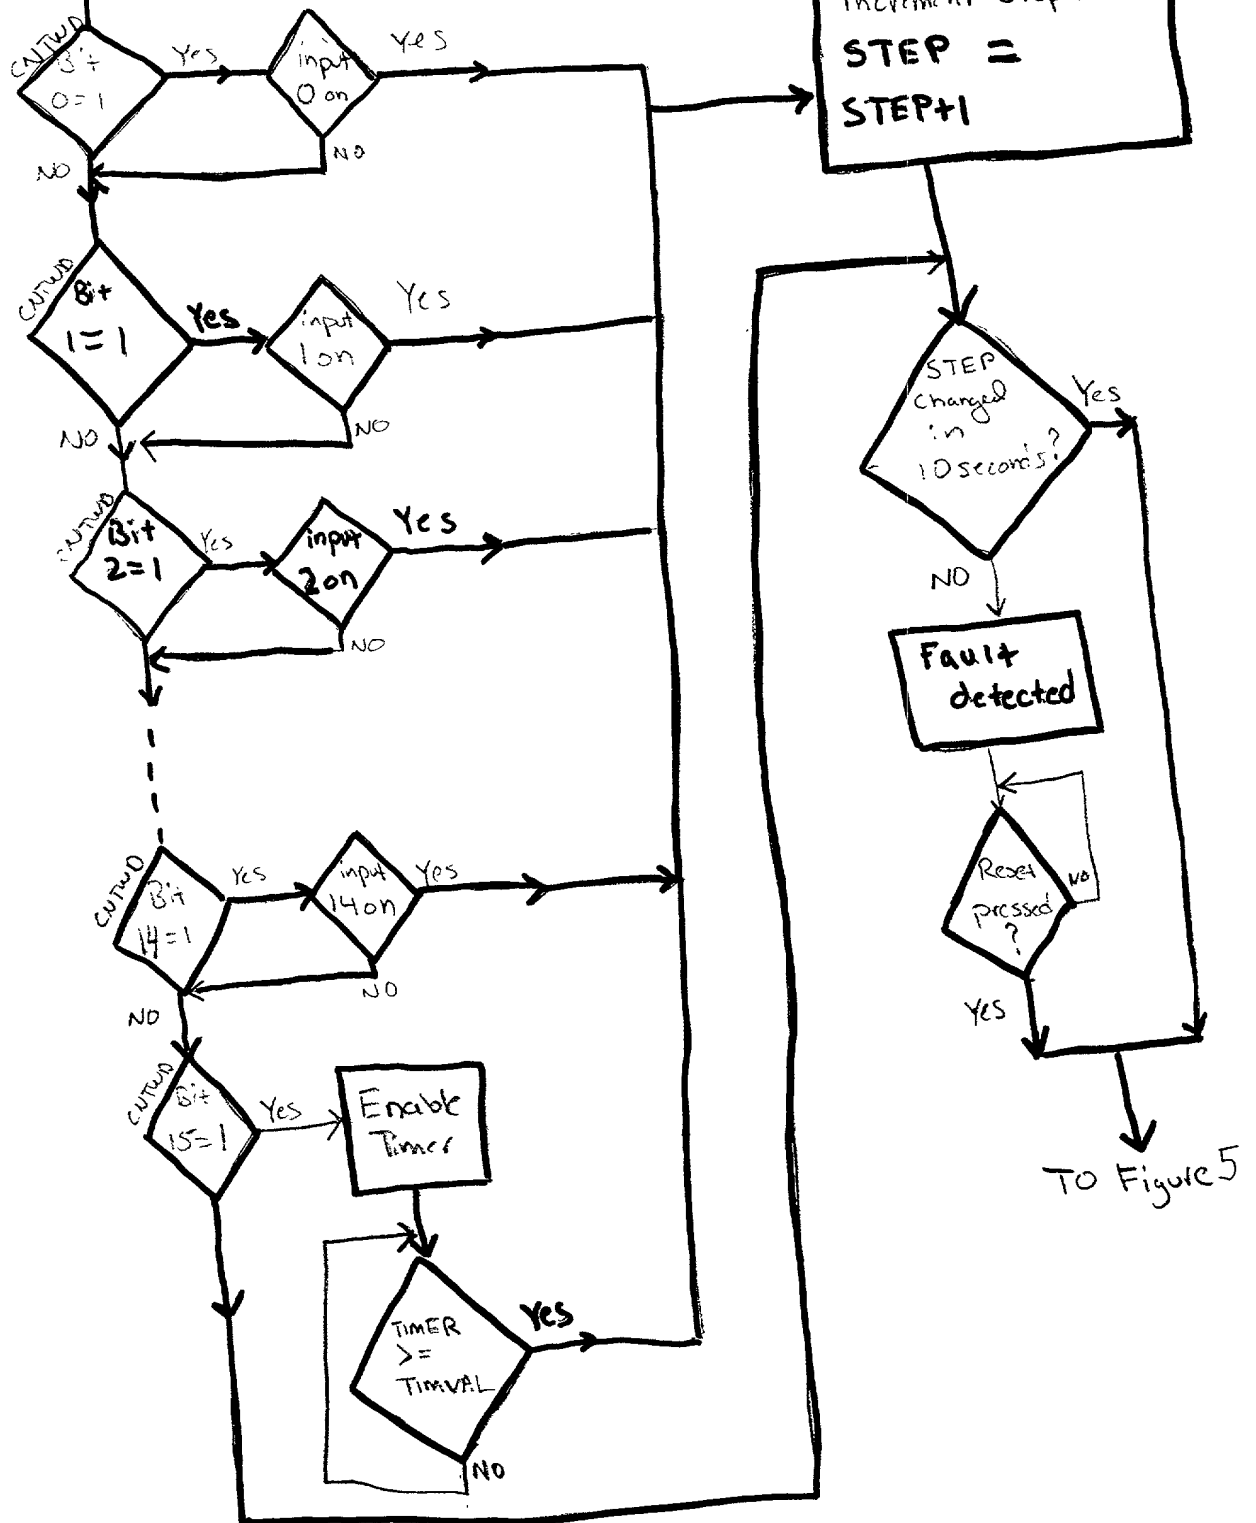 CNTWD
Bit
0=1
Yes
input
0 on
Yes
NO
NO
increment Step
STEP =
STEP+1
CNTWD
Bit
1=1
Yes
input
1 on
Yes
NO
NO
CNTWD
Bit
2=1
Yes
input
2 on
Yes
NO
STEP
changed
in
10 seconds?
Yes
NO
Fault
detected
Reset
pressed
?
NO
Yes
TO Figure 5
CNTWD
Bit
14=1
Yes
input
14 on
Yes
NO
NO
CNTWD
Bit
15=1
Yes
Enable
Timer
TIMER
>=
TIMVAL
Yes
NO